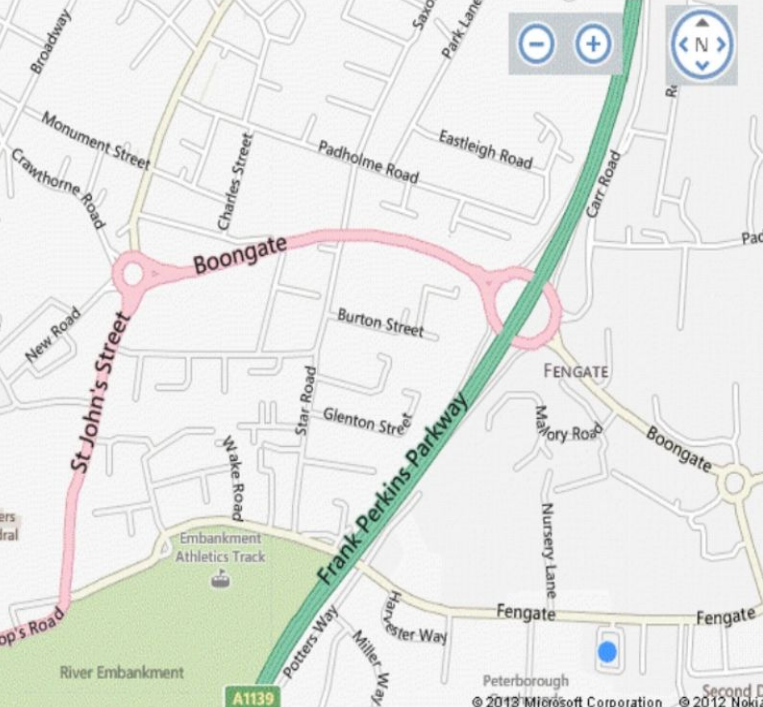 Broadway
Park Lane
N
Monument Street
Crawthorne Road
Charles Street
Padholme Road
Eastleigh Road
Carr Road
Boongate
New Road
St John's Street
Burton Street
FENGATE
Star Road
Glenton Street
Mallory Road
Boongate
Wake Road
Frank Perkins Parkway
Embankment
Athletics Track
Nursery Lane
Fengate
Fengate
Harvester Way
Potters Way
Miller Way
River Embankment
A1139
Peterborough
© 2013 Microsoft Corporation © 2012 Nokia